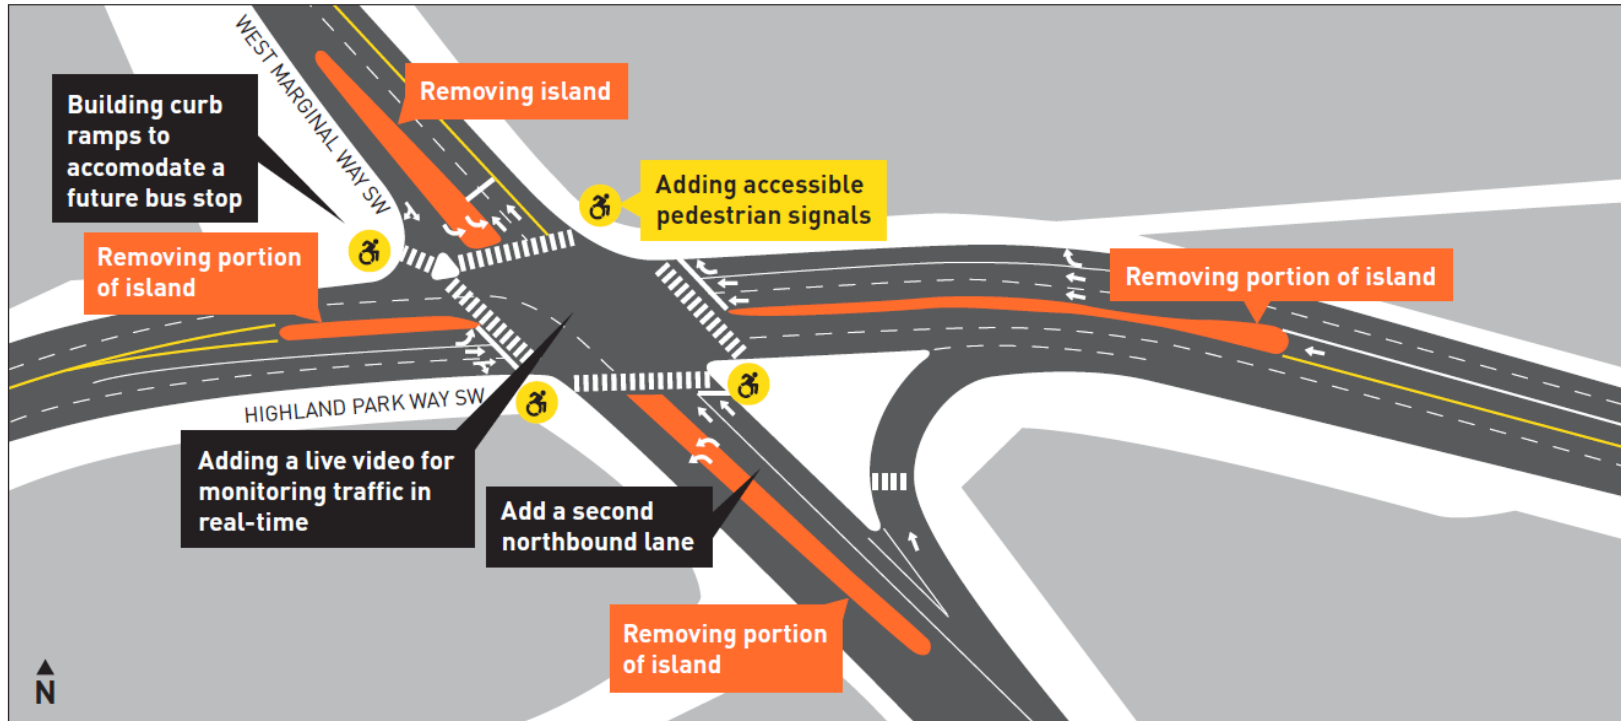 WEST MARGINAL WAY SW
Building curb
ramps to
accomodate a
future bus stop
Removing island
Adding accessible
pedestrian signals
Removing portion
of island
Removing portion of island
HIGHLAND PARK WAY SW
Adding a live video for
monitoring traffic in
real-time
Add a second
northbound lane
Removing portion
of island
N